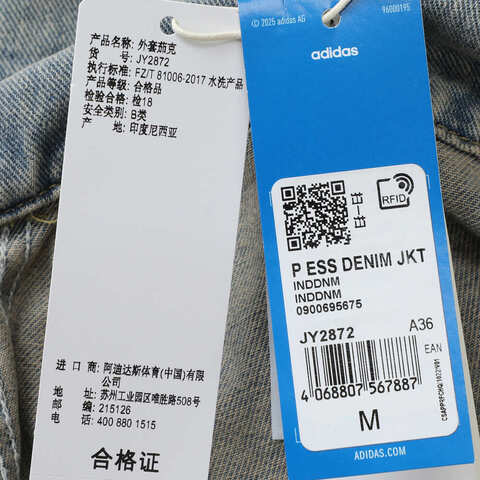 产品名称: 外套茄克
货 号: JY2872
执行标准: FZ/T 81006-2017 水洗产品
产品等级: 合格品
检验合格: 检18
安全类别: B类
产 地: 印度尼西亚
进 口 商: 阿迪达斯体育(中国)有限
公司
地 址: 苏州工业园区唯胜路508号
邮 编: 215126
电 话: 400 880 1515
合格证
© 2025 adidas AG
96000195
adidas
RFID
P ESS DENIM JKT
INDDNM
INDDNM
0900695675
JY2872 A36
EAN
4 068807 567887
M
ADIDAS.COM